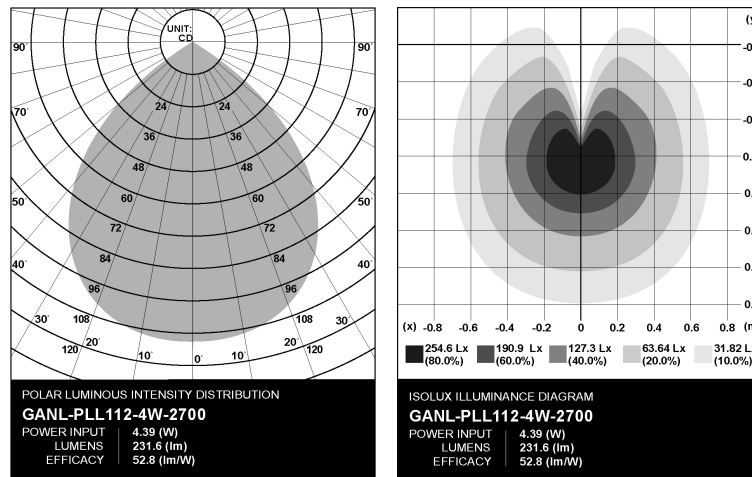 UNIT:
CD
90° 90°
24 24
70° 70°
36 36
48 48
50° 60 60 50°
72 72
40° 84 84 40°
96 96
30° 108 108 30°
120 20° 10° 0° 10° 20° 120
POLAR LUMINOUS INTENSITY DISTRIBUTION
GANL-PLL112-4W-2700
POWER INPUT 4.39 (W)
LUMENS 231.6 (lm)
EFFICACY 52.8 (lm/W)
(x) -0.8 -0.6 -0.4 -0.2 0 0.2 0.4 0.6 0.8
254.6 Lx 190.9 Lx 127.3 Lx 63.64 Lx 31.82
(80.0%) (60.0%) (40.0%) (20.0%) (10.0%)
ISOLUX ILLUMINANCE DIAGRAM
GANL-PLL112-4W-2700
POWER INPUT 4.39 (W)
LUMENS 231.6 (lm)
EFFICACY 52.8 (lm/W)